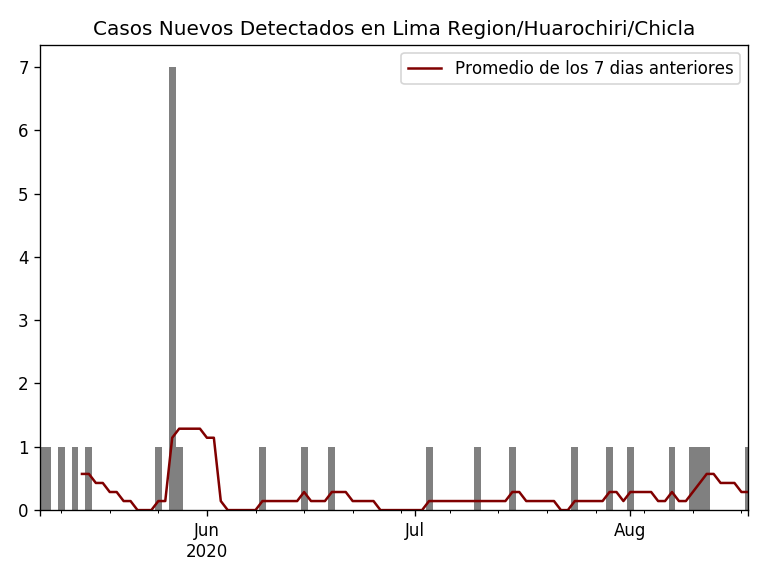 Casos Nuevos Detectados en Lima Region/Huarochiri/Chicla
Promedio de los 7 dias anteriores
7
6
5
4
3
2
1
0
Jun
2020
Jul
Aug